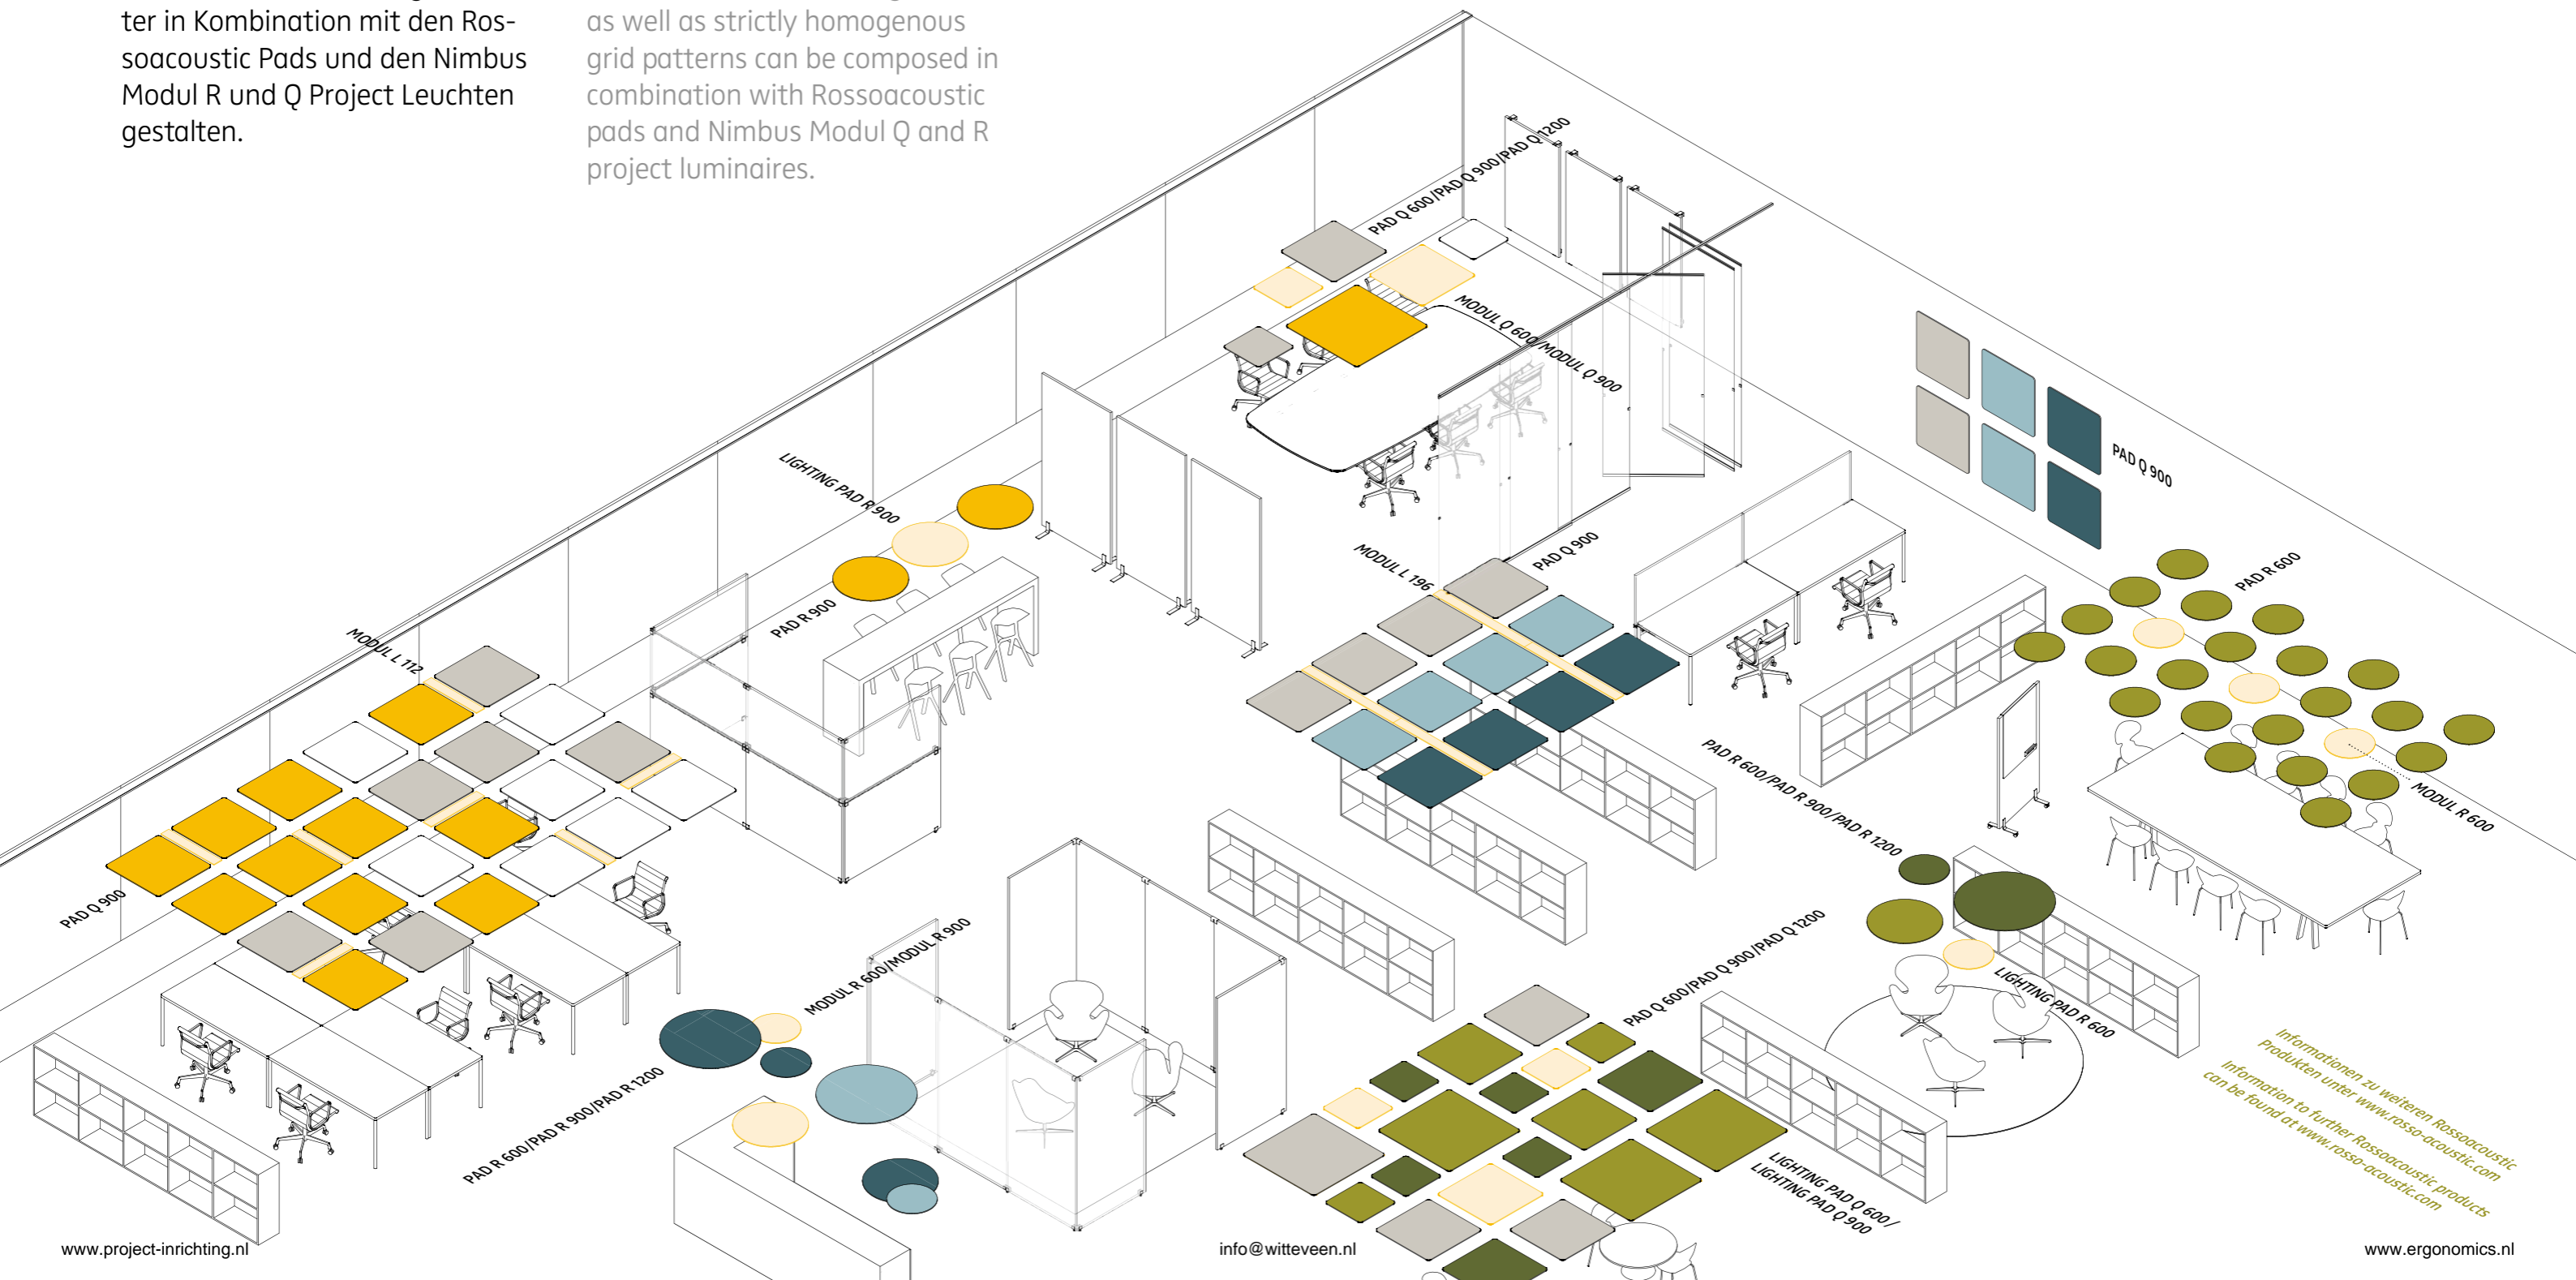 ter in Kombination mit den Ros-
soacoustic Pads und den Nimbus
Modul R und Q Project Leuchten
gestalten.
as well as strictly homogenous
grid patterns can be composed in
combination with Rossoacoustic
pads and Nimbus Modul Q and R
project luminaires.
PAD Q 600/PAD Q 900/PAD Q 1200
MODUL Q 600/MODUL Q 900
PAD Q 900
LIGHTING PAD R 900
PAD R 900
MODUL L 196
PAD Q 900
PAD R 600
MODUL L 112
PAD R 600/PAD R 900/PAD R 1200
MODUL R 600
PAD Q 900
MODUL R 600/MODUL R 900
PAD Q 600/PAD Q 900/PAD Q 1200
LIGHTING PAD R 600
PAD R 600/PAD R 900/PAD R 1200
LIGHTING PAD Q 600/
LIGHTING PAD Q 900
Informationen zu weiteren Rossoacoustic
Produkten unter www.rosso-acoustic.com
Information to further Rossoacoustic products
can be found at www.rosso-acoustic.com
www.project-inrichting.nl
info@witteveen.nl
www.ergonomics.nl